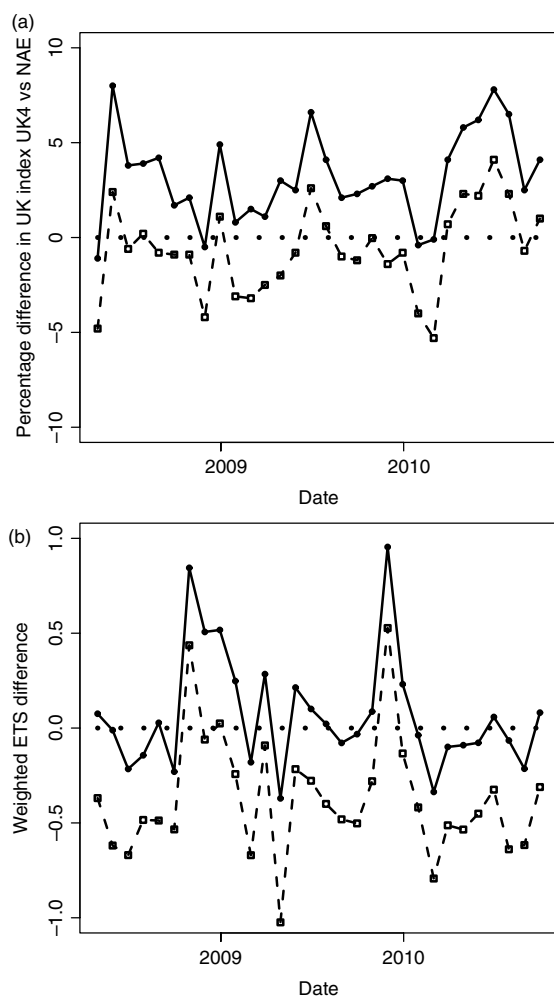 (a)
Percentage difference in UK index UK4 vs NAE
10
5
0
−5
−10
2009
2010
Date
(b)
Weighted ETS difference
1.0
0.5
0.0
−0.5
−1.0
2009
2010
Date